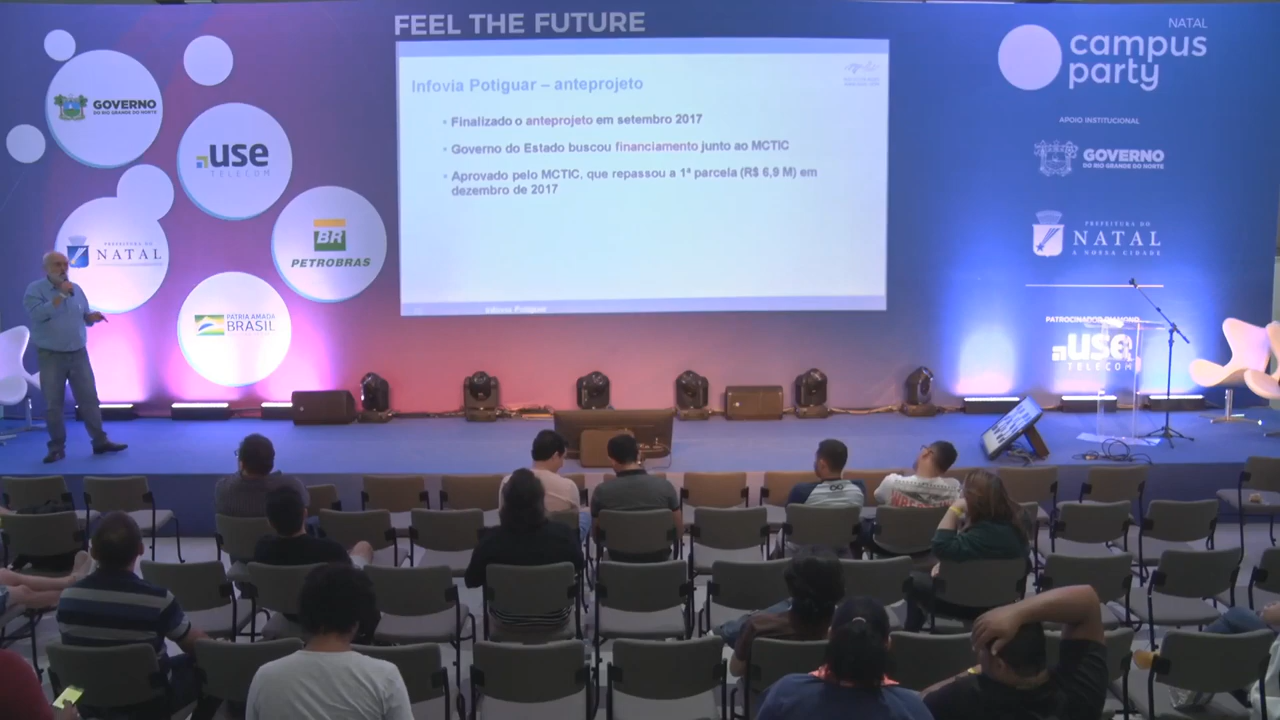 FEEL THE FUTURE
Infovia Potiguar – anteprojeto
• Finalizado o anteprojeto em setembro 2017
• Governo do Estado buscou financiamento junto ao MCTIC
• Aprovado pelo MCTIC, que repassou a 1ª parcela (R$ 6,9 M) em
dezembro de 2017
Infovia Potiguar
GOVERNO
DO RIO GRANDE DO NORTE
USE
TELECOM
PREFEITURA DO
NATAL
BR
PETROBRAS
PATRIA AMADA
BRASIL
NATAL
campus
party
APOIO INSTITUCIONAL
GOVERNO
DO RIO GRANDE DO NORTE
PREFEITURA DO
NATAL
A NOSSA CIDADE
PATROCINADOR DIAMOND
USE
TELECOM